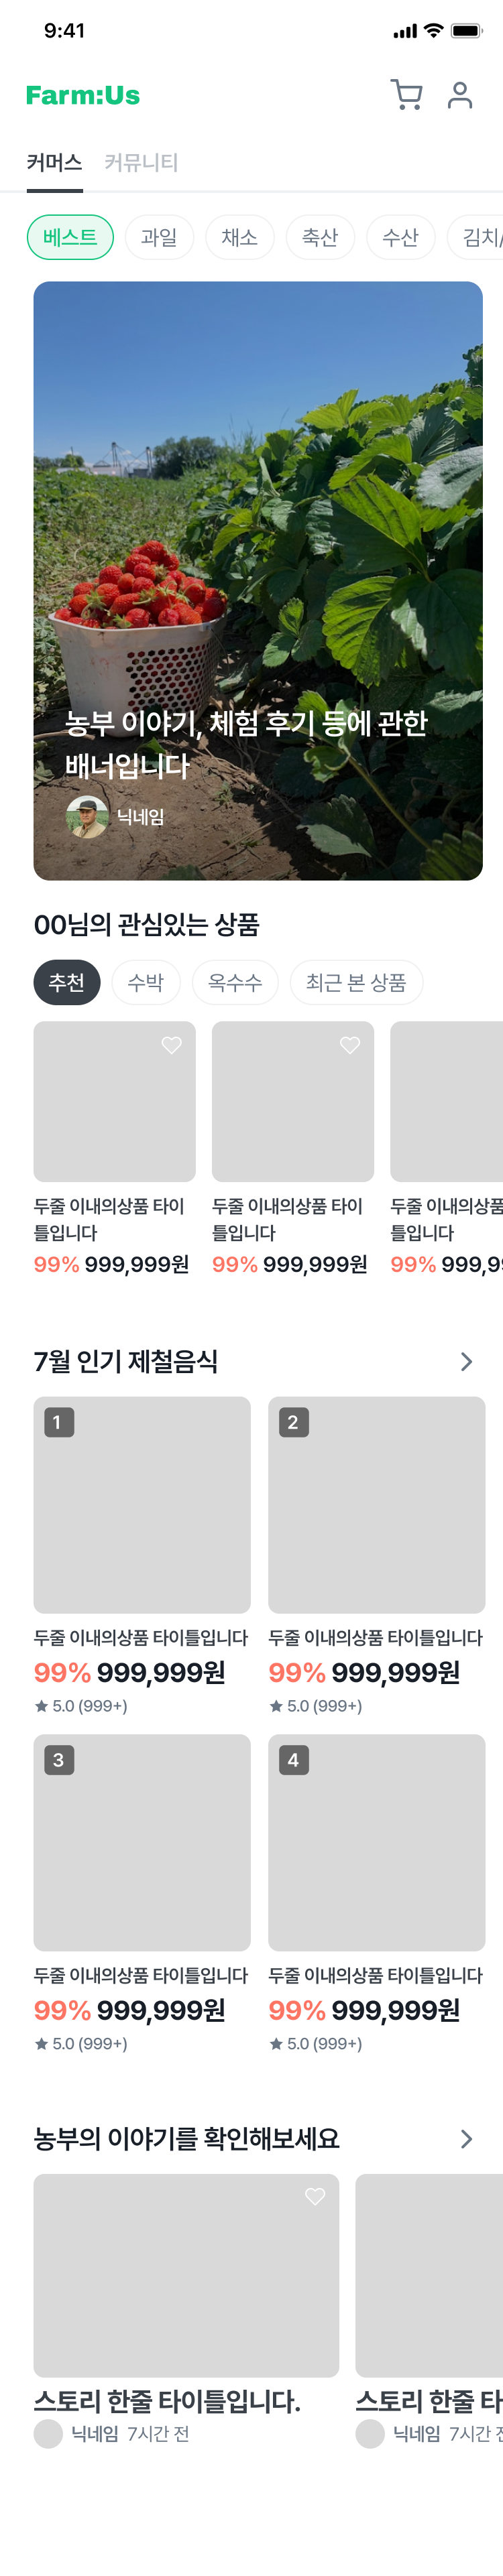 9:41
Farm:Us
커머스 커뮤니티
베스트 과일 채소 축산 수산 김치/
농부 이야기, 체험 후기 등에 관한
배너입니다
닉네임
00님의 관심있는 상품
추천 수박 옥수수 최근 본 상품
두줄 이내의상품 타이 두줄 이내의상품 타이 두줄 이내의상품
틀입니다 틀입니다 틀입니다
99% 999,999원 99% 999,999원 99% 999,9
7월 인기 제철음식
1 2
두줄 이내의상품 타이틀입니다 두줄 이내의상품 타이틀입니다
99% 999,999원 99% 999,999원
5.0 (999+) 5.0 (999+)
3 4
두줄 이내의상품 타이틀입니다 두줄 이내의상품 타이틀입니다
99% 999,999원 99% 999,999원
5.0 (999+) 5.0 (999+)
농부의 이야기를 확인해보세요
스토리 한줄 타이틀입니다. 스토리 한줄 타
닉네임 7시간 전 닉네임 7시간